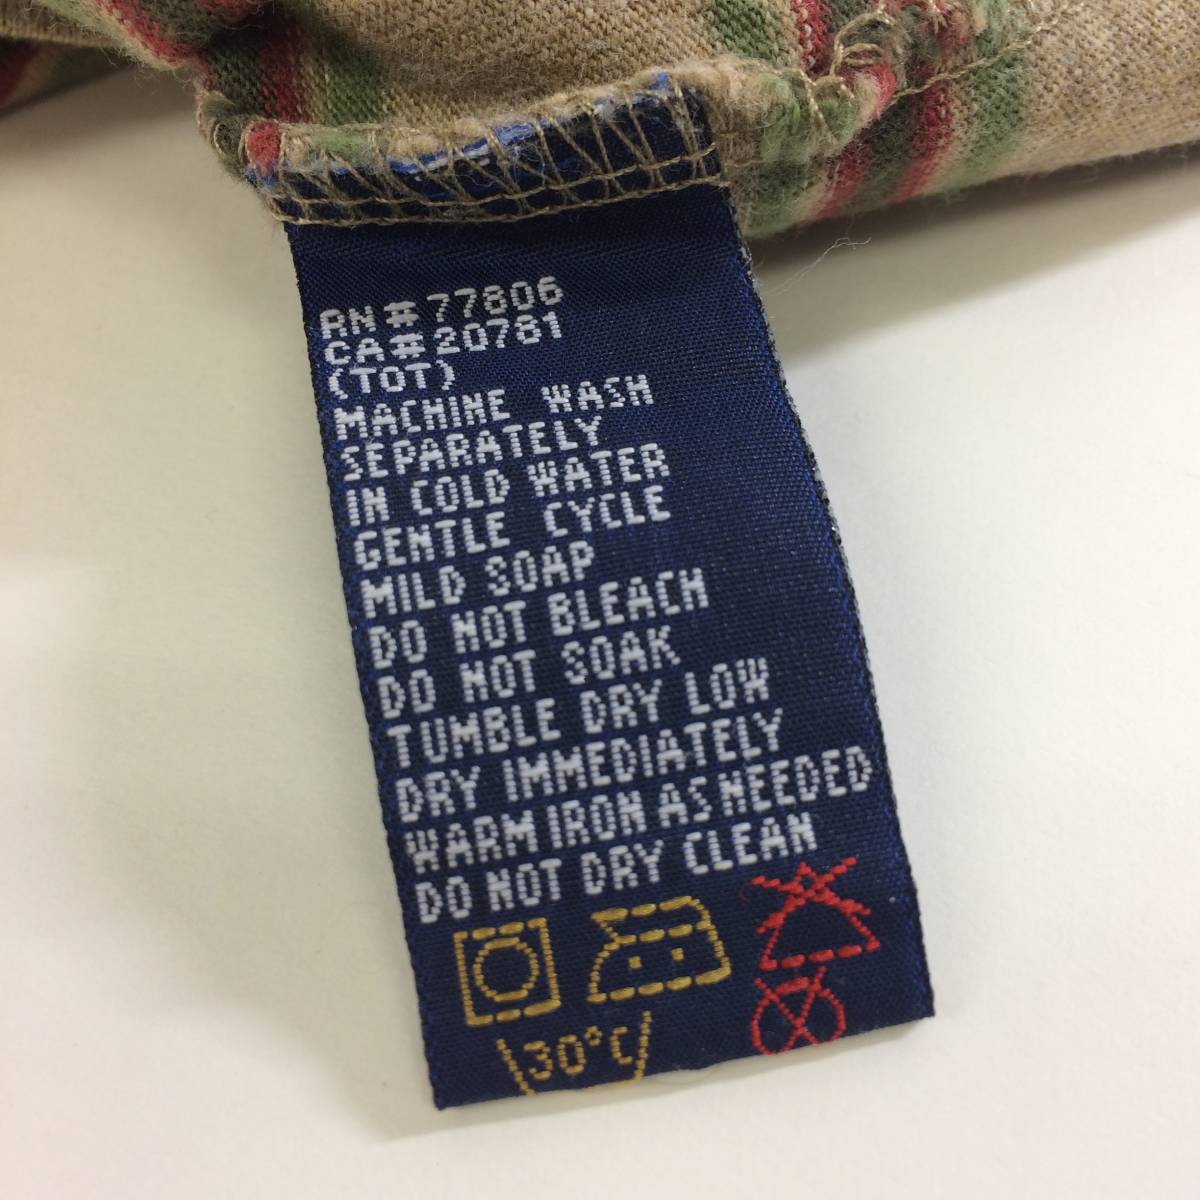 RN#77806
CA#20781
(TOT)
MACHINE WASH
SEPARATELY
IN COLD WATER
GENTLE CYCLE
MILD SOAP
DO NOT BLEACH
DO NOT SOAK
TUMBLE DRY LOW
DRY IMMEDIATELY
WARM IRON AS NEEDED
DO NOT DRY CLEAN
30°C